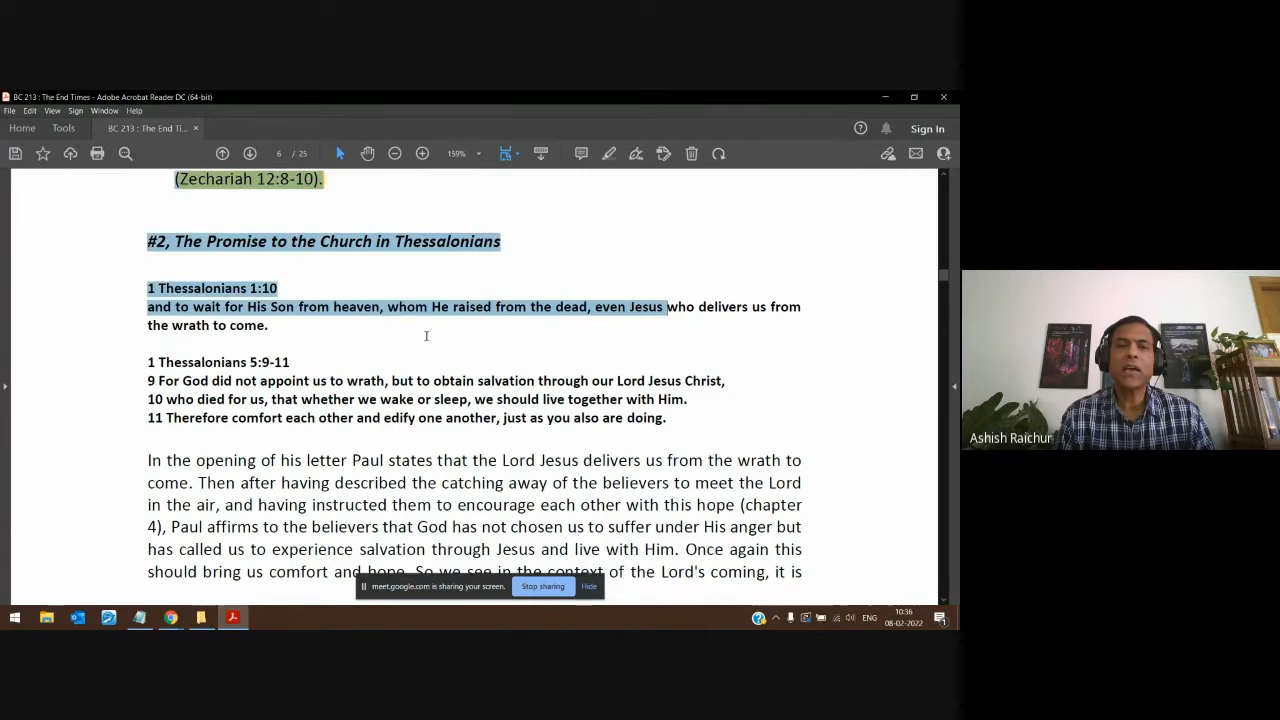 BC 213 : The End Times - Adobe Acrobat Reader DC (64-bit)
File Edit View Sign Window Help
Home Tools BC 213 : The End Ti... × Sign In
6 / 25 159%
(Zechariah 12:8-10).
#2, The Promise to the Church in Thessalonians
1 Thessalonians 1:10
and to wait for His Son from heaven, whom He raised from the dead, even Jesus who delivers us from
the wrath to come.
1 Thessalonians 5:9-11
9 For God did not appoint us to wrath, but to obtain salvation through our Lord Jesus Christ,
10 who died for us, that whether we wake or sleep, we should live together with Him.
11 Therefore comfort each other and edify one another, just as you also are doing.
In the opening of his letter Paul states that the Lord Jesus delivers us from the wrath to
come. Then after having described the catching away of the believers to meet the Lord
in the air, and having instructed them to encourage each other with this hope (chapter
4), Paul affirms to the believers that God has not chosen us to suffer under His anger but
has called us to experience salvation through Jesus and live with Him. Once again this
should bring us comfort and hope. So we see in the context of the Lord's coming, it is
meet.google.com is sharing your screen. Stop sharing Hide
ENG 10:36
08-02-2022
Ashish Raichur